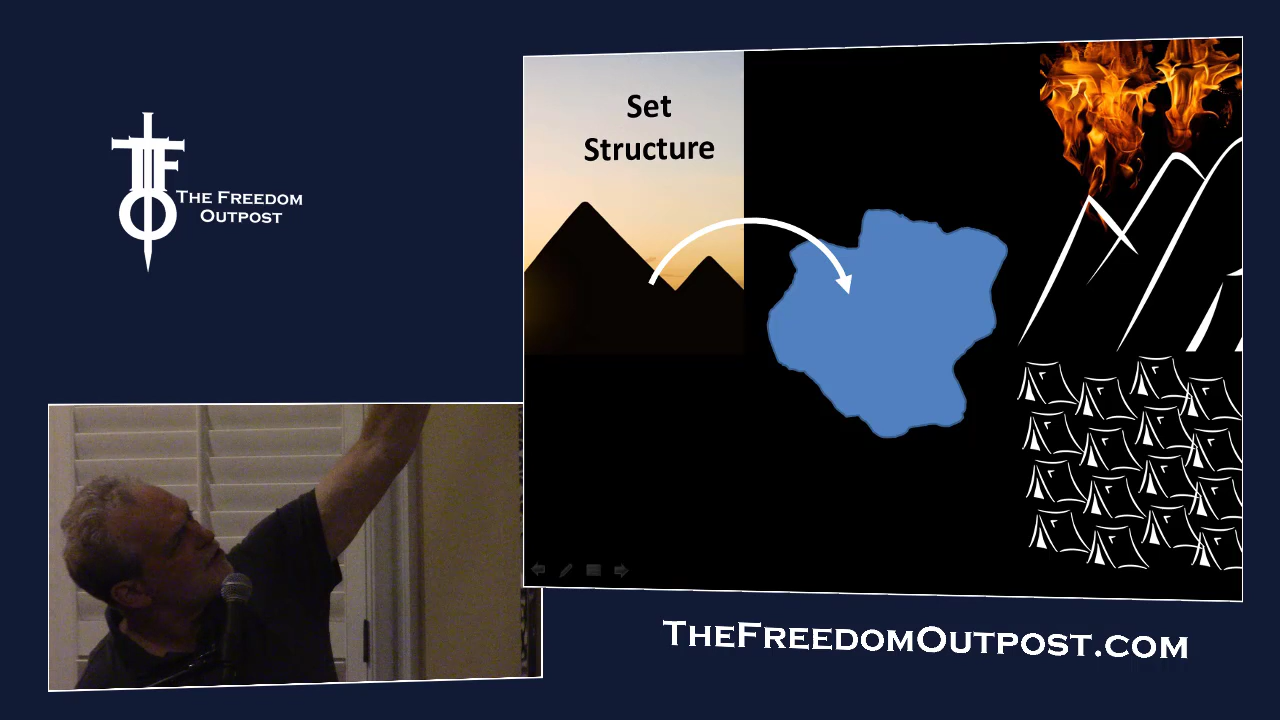 Set
Structure
The Freedom
Outpost
TheFreedomOutpost.com